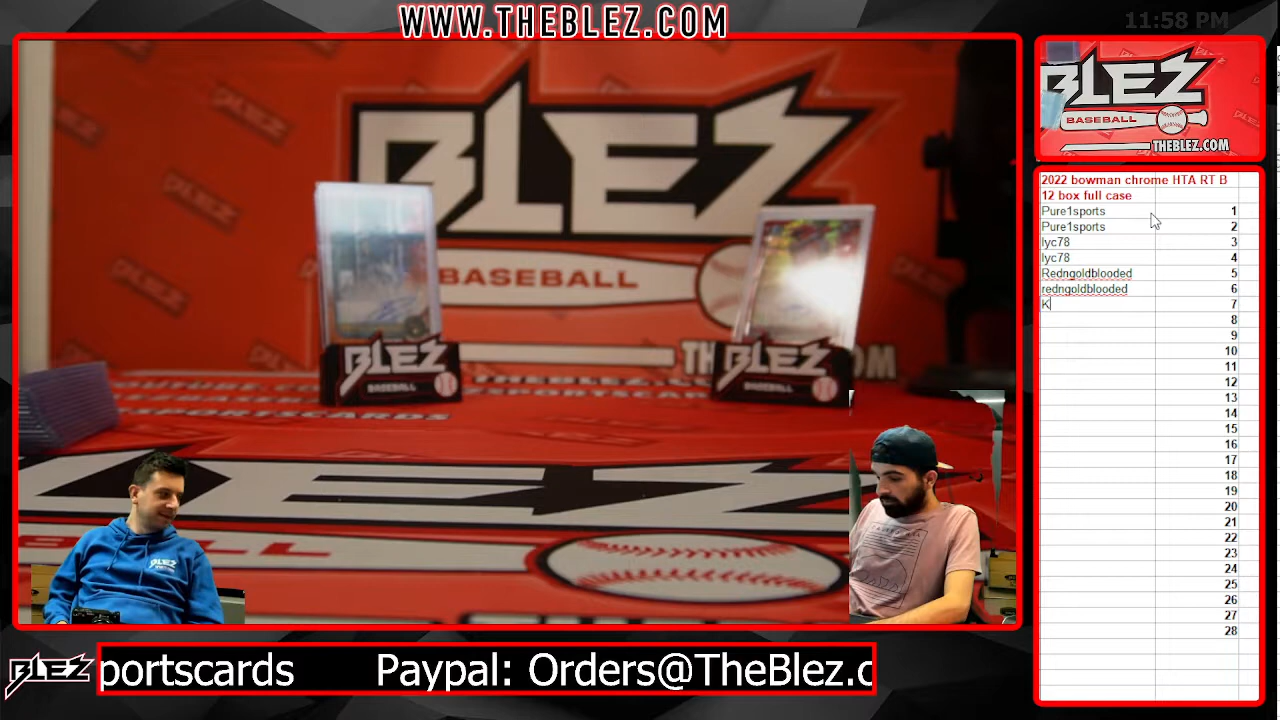 WWW.THEBLEZ.COM
11:58 PM
BLEZ
BASEBALL
TH
OM
BLEZ
BASEBALL
BLEZ
BASEBALL
BLEZ
BASEBALL
THEBLEZ.COM
2022 bowman chrome HTA RT B
12 box full case
Pure1sports 1
Pure1sports 2
lyc78 3
lyc78 4
Redngoldblooded 5
redngoldblooded 6
K 7
8
9
10
11
12
13
14
15
16
17
18
19
20
21
22
23
24
25
26
27
28
BLEZ
BLEZ
portscards Paypal: Orders@TheBlez.c